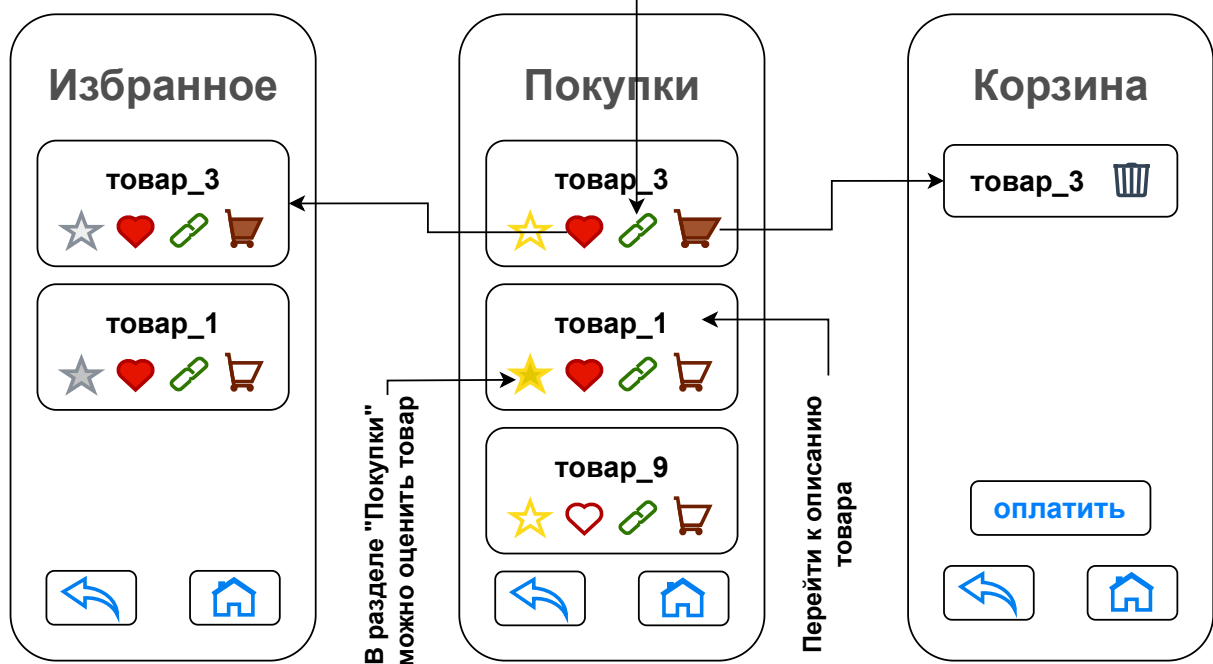 Избранное
товар_3
товар_1
Покупки
товар_3
товар_1
товар_9
Корзина
товар_3
оплатить
В разделе "Покупки"
можно оценить товар
Перейти к описанию
товара